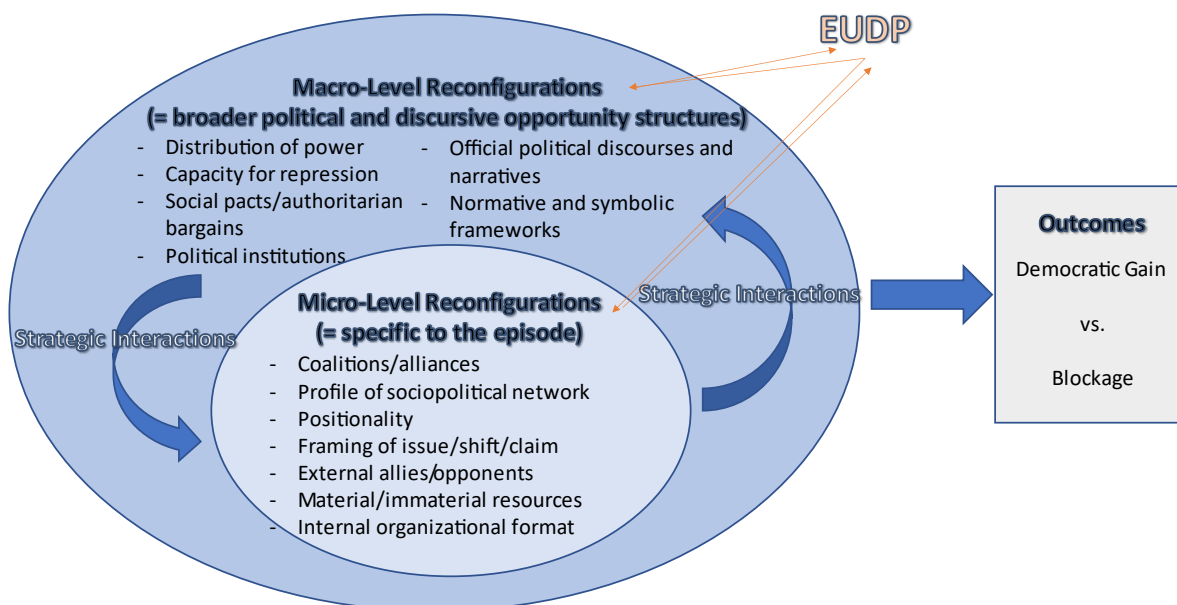 EUDP
Macro-Level Reconfigurations
(= broader political and discursive opportunity structures)
- Distribution of power
- Capacity for repression
- Social pacts/authoritarian
bargains
- Political institutions
- Official political discourses and
narratives
- Normative and symbolic
frameworks
Strategic Interactions
Micro-Level Reconfigurations
(= specific to the episode)
- Coalitions/alliances
- Profile of sociopolitical network
- Positionality
- Framing of issue/shift/claim
- External allies/opponents
- Material/immaterial resources
- Internal organizational format
Strategic Interactions
Outcomes
Democratic Gain
vs.
Blockage